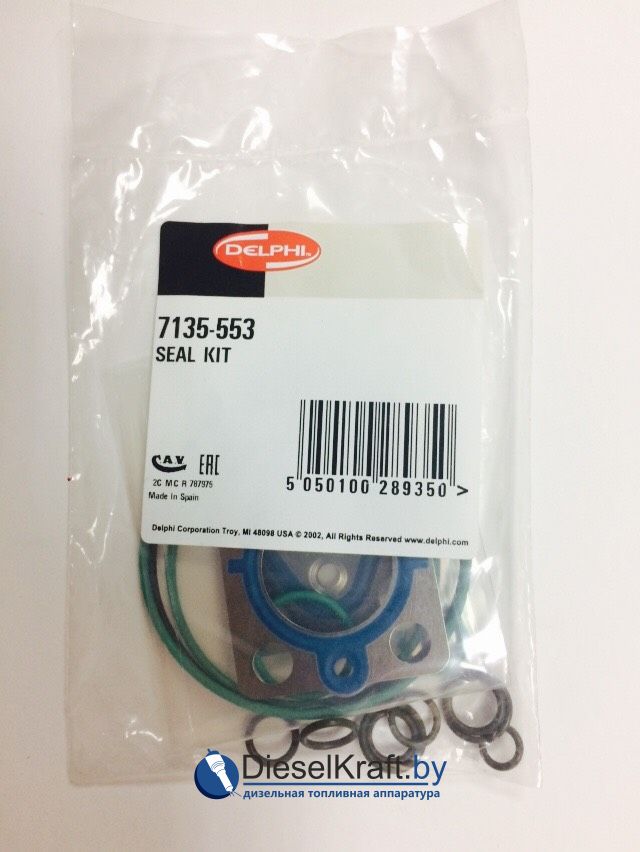 DELPHI
7135-553
SEAL KIT
CAV EAC
5 050100 289350 >
2C M C R 787975
Made in Spain
Delphi Corporation Troy, MI 48098 USA © 2002, All Rights Reserved www.delphi.com
DieselKraft.by
дизельная топливная аппаратура